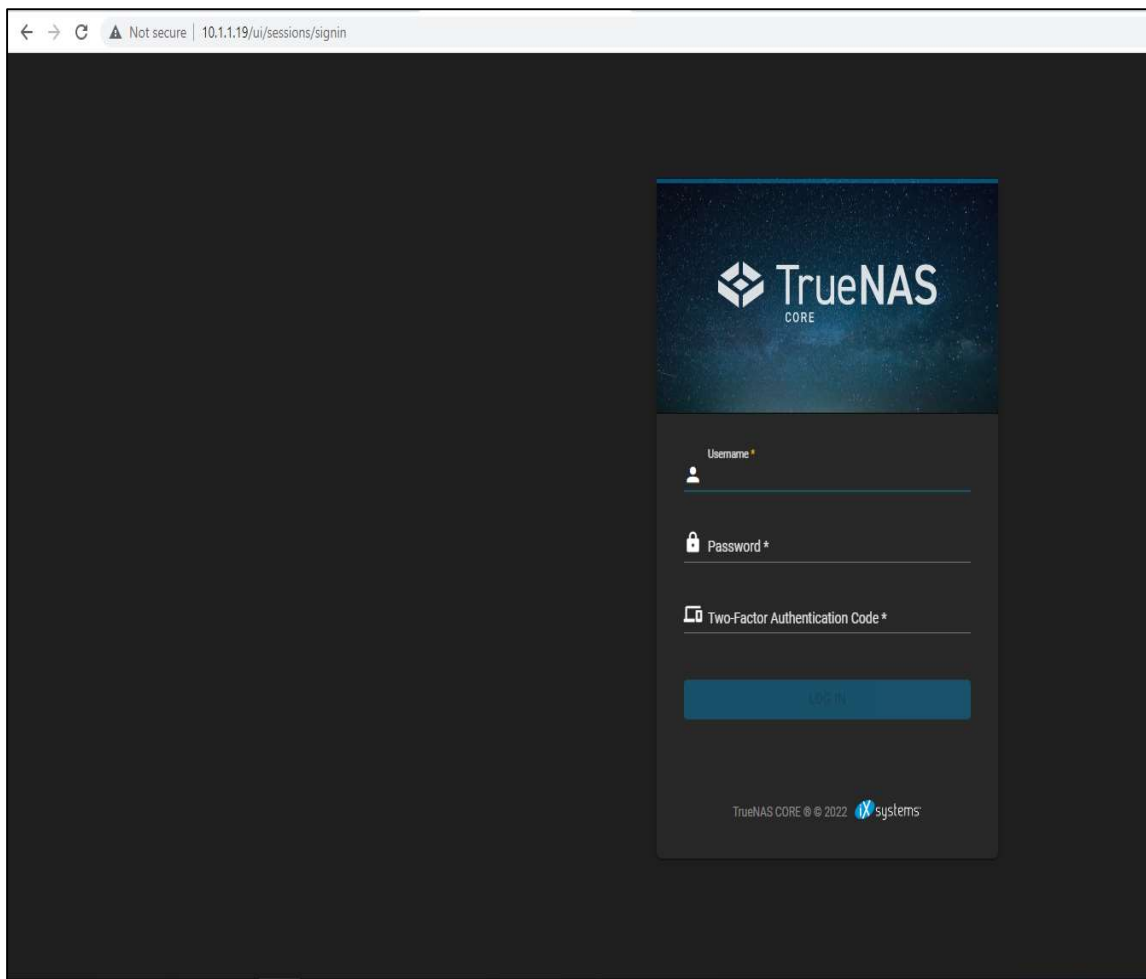 Not secure | 10.1.1.19/ui/sessions/signin
TrueNAS
CORE
Username *
Password *
Two-Factor Authentication Code *
LOG IN
TrueNAS CORE ® © 2022 iX systems